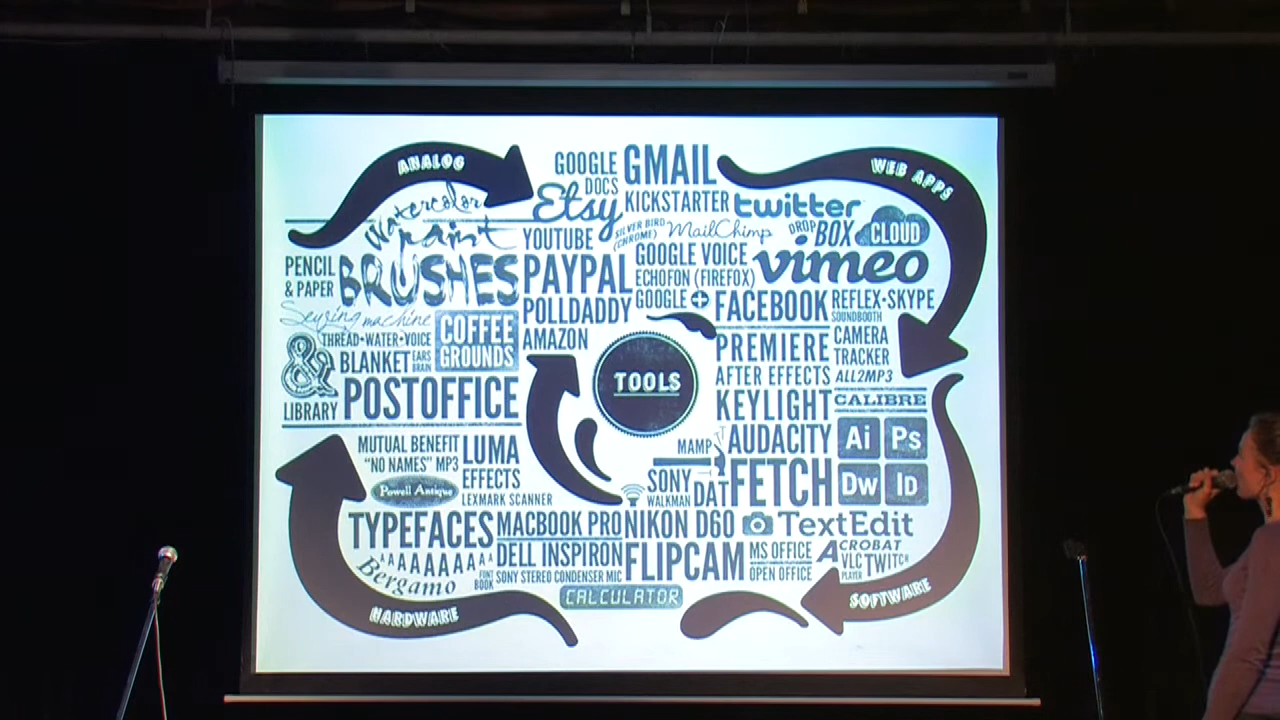 ANALOG
Watercolor
paint
BRUSHES
PENCIL
& PAPER
Sewing machine
THREAD•WATER•VOICE
&
BLANKET
EARS
BRAIN
COFFEE
GROUNDS
LIBRARY
POSTOFFICE
GOOGLE
DOCS
GMAIL
Etsy
KICKSTARTER
twitter
YOUTUBE
SILVER BIRD
(CHROME)
MailChimp
DROP
BOX
CLOUD
PAYPAL
GOOGLE VOICE
ECHOFON (FIREFOX)
vimeo
POLLDADDY
GOOGLE +
FACEBOOK
REFLEX•SKYPE
SOUNDBOOTH
AMAZON
WEB APPS
TOOLS
PREMIERE
CAMERA
TRACKER
AFTER EFFECTS
ALL2MP3
KEYLIGHT
CALIBRE
MAMP
AUDACITY
Ai
Ps
SONY
WALKMAN
DAT
FETCH
Dw
Id
MUTUAL BENEFIT
"NO NAMES" MP3
LUMA
EFFECTS
Powell Antique
LEXMARK SCANNER
TYPEFACES
MACBOOK PRO
NIKON D60
TextEdit
AAAAAAAAA
DELL INSPIRON
FLIPCAM
MS OFFICE
ACROBAT
Bergamo
FONT
BOOK
SONY STEREO CONDENSER MIC
OPEN OFFICE
VLC
PLAYER
TWITCH
CALCULATOR
HARDWARE
SOFTWARE